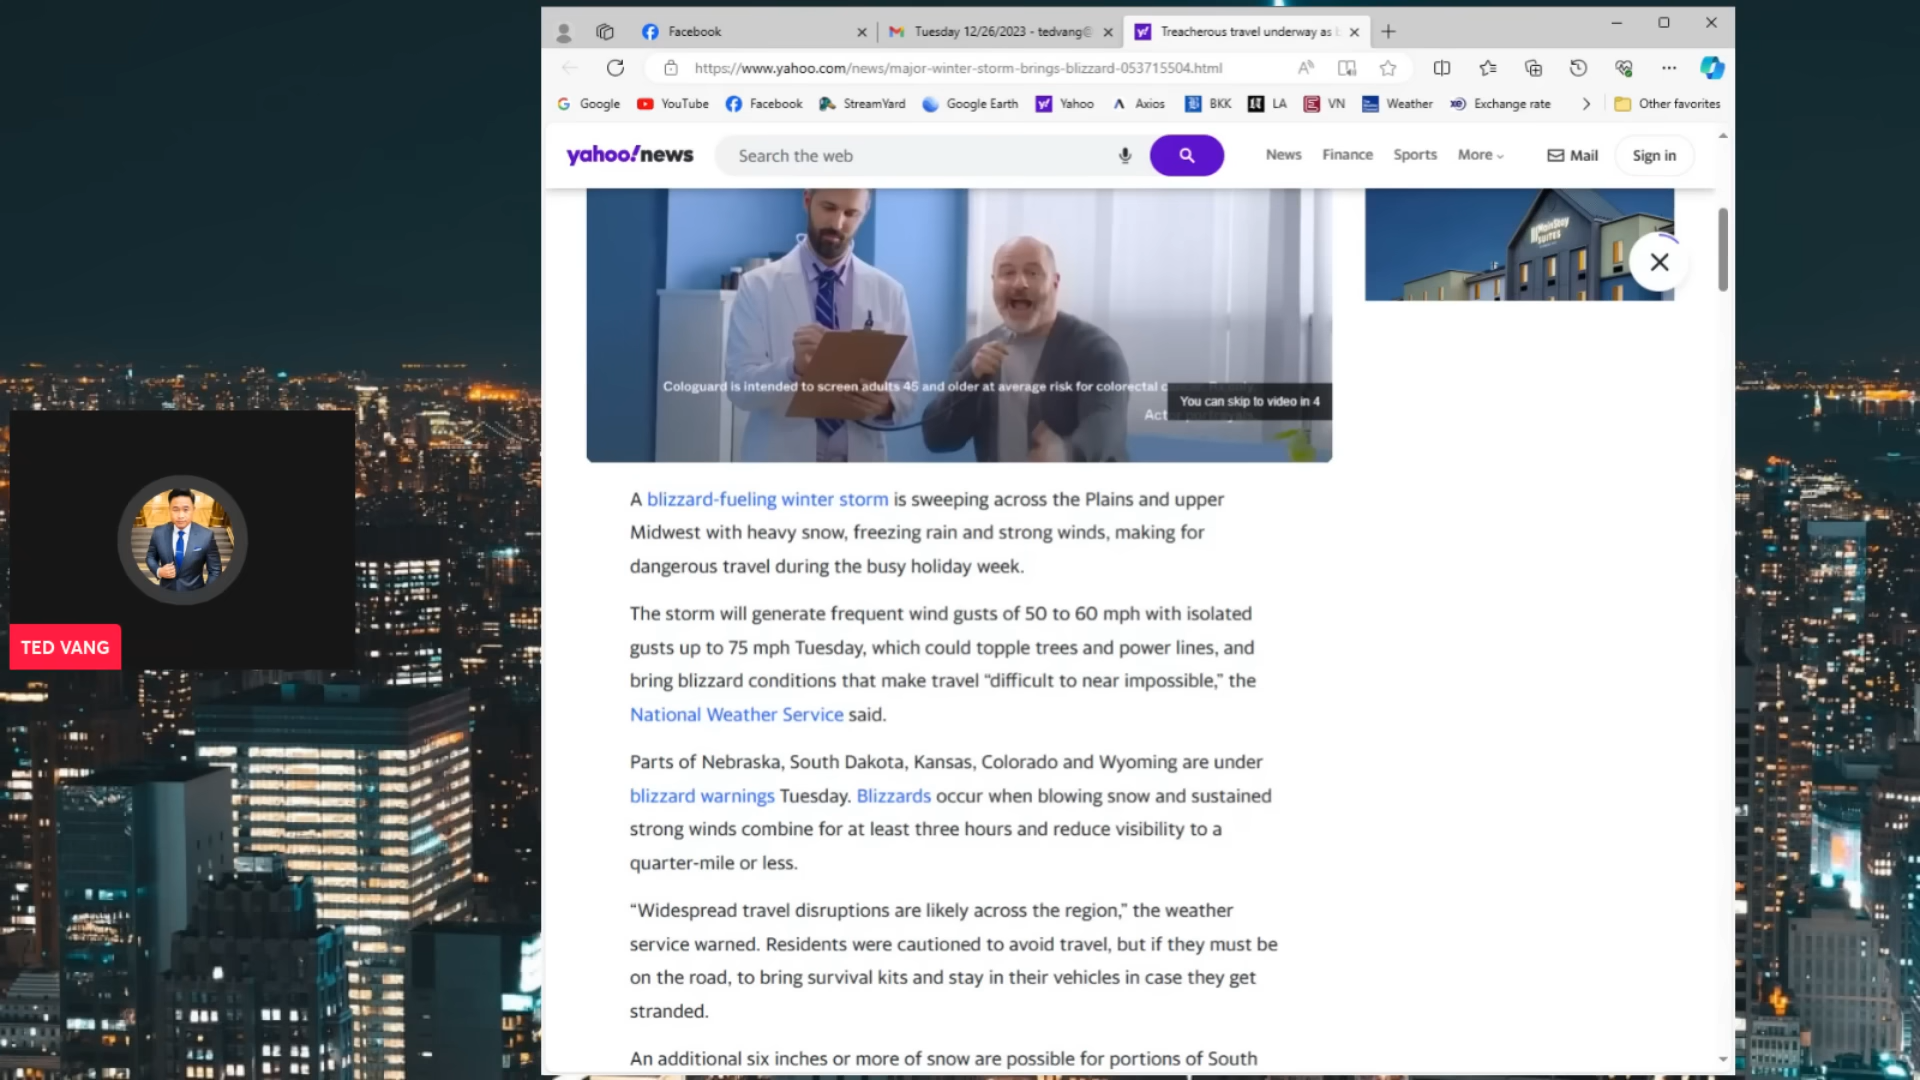 Facebook
Tuesday 12/26/2023 - tedvang@
Treacherous travel underway as
https://www.yahoo.com/news/major-winter-storm-brings-blizzard-053715504.html
Google YouTube Facebook StreamYard Google Earth Yahoo Axios BKK LA VN Weather Exchange rate Other favorites
yahoo!news
Search the web
News Finance Sports More Mail Sign in
MainStay
SUITES
Cologuard is intended to screen adults 45 and older at average risk for colorectal
You can skip to video in 4
A blizzard-fueling winter storm is sweeping across the Plains and upper
Midwest with heavy snow, freezing rain and strong winds, making for
dangerous travel during the busy holiday week.
The storm will generate frequent wind gusts of 50 to 60 mph with isolated
gusts up to 75 mph Tuesday, which could topple trees and power lines, and
bring blizzard conditions that make travel “difficult to near impossible,” the
National Weather Service said.
Parts of Nebraska, South Dakota, Kansas, Colorado and Wyoming are under
blizzard warnings Tuesday. Blizzards occur when blowing snow and sustained
strong winds combine for at least three hours and reduce visibility to a
quarter-mile or less.
“Widespread travel disruptions are likely across the region,” the weather
service warned. Residents were cautioned to avoid travel, but if they must be
on the road, to bring survival kits and stay in their vehicles in case they get
stranded.
An additional six inches or more of snow are possible for portions of South
TED VANG